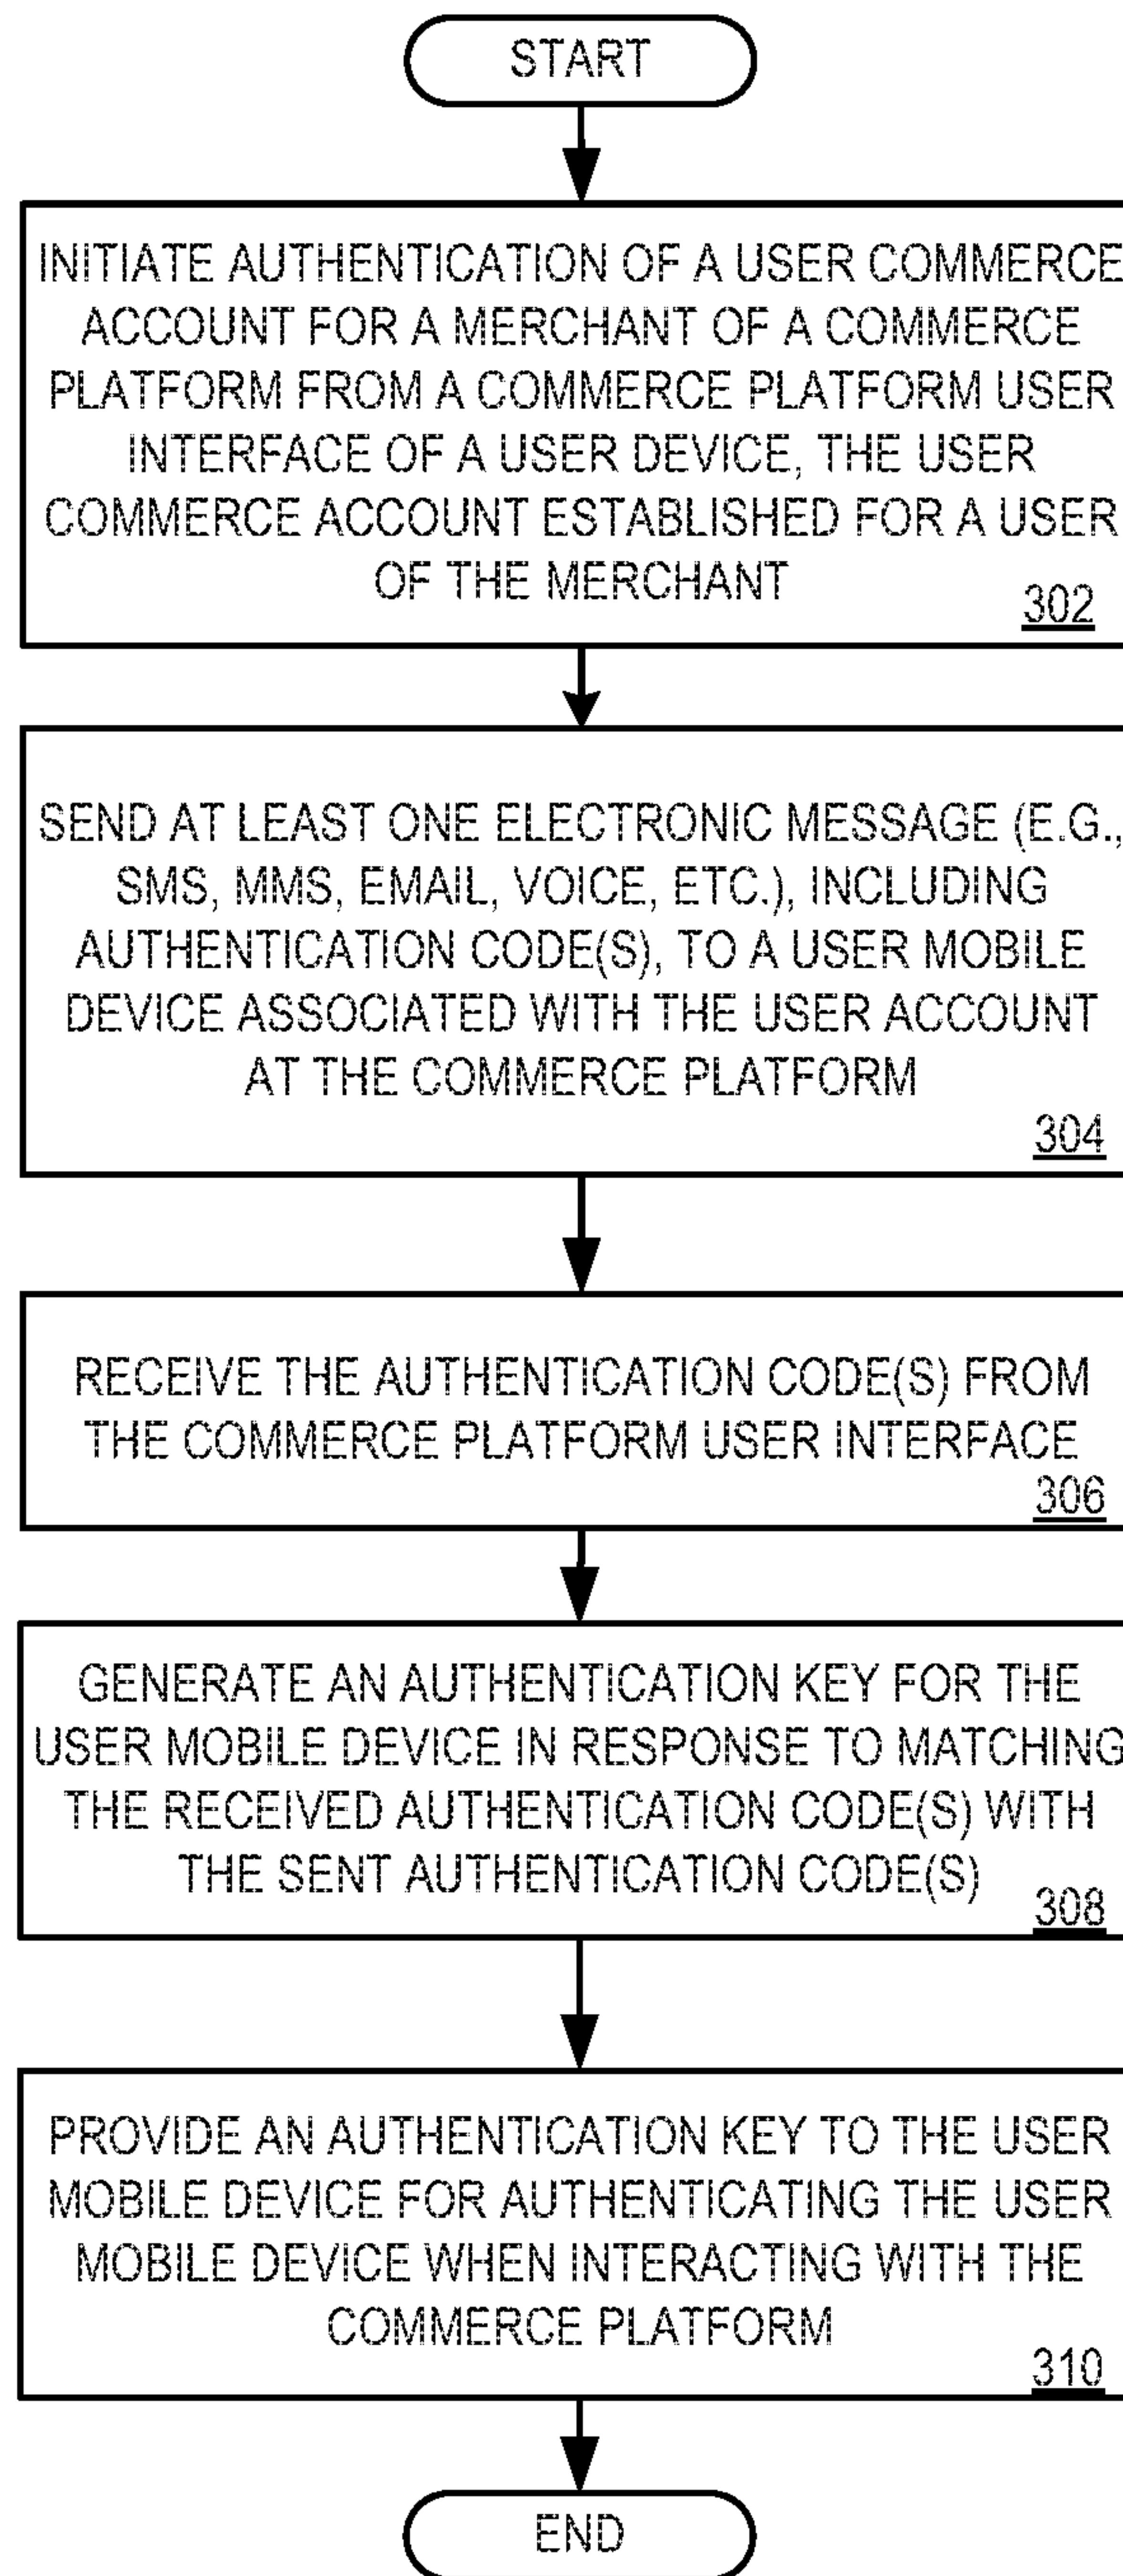 START
INITIATE AUTHENTICATION OF A USER COMMERCE
ACCOUNT FOR A MERCHANT OF A COMMERCE
PLATFORM FROM A COMMERCE PLATFORM USER
INTERFACE OF A USER DEVICE, THE USER
COMMERCE ACCOUNT ESTABLISHED FOR A USER
OF THE MERCHANT
302
SEND AT LEAST ONE ELECTRONIC MESSAGE (E.G.,
SMS, MMS, EMAIL, VOICE, ETC.), INCLUDING
AUTHENTICATION CODE(S), TO A USER MOBILE
DEVICE ASSOCIATED WITH THE USER ACCOUNT
AT THE COMMERCE PLATFORM
304
RECEIVE THE AUTHENTICATION CODE(S) FROM
THE COMMERCE PLATFORM USER INTERFACE
306
GENERATE AN AUTHENTICATION KEY FOR THE
USER MOBILE DEVICE IN RESPONSE TO MATCHING
THE RECEIVED AUTHENTICATION CODE(S) WITH
THE SENT AUTHENTICATION CODE(S)
308
PROVIDE AN AUTHENTICATION KEY TO THE USER
MOBILE DEVICE FOR AUTHENTICATING THE USER
MOBILE DEVICE WHEN INTERACTING WITH THE
COMMERCE PLATFORM
310
END